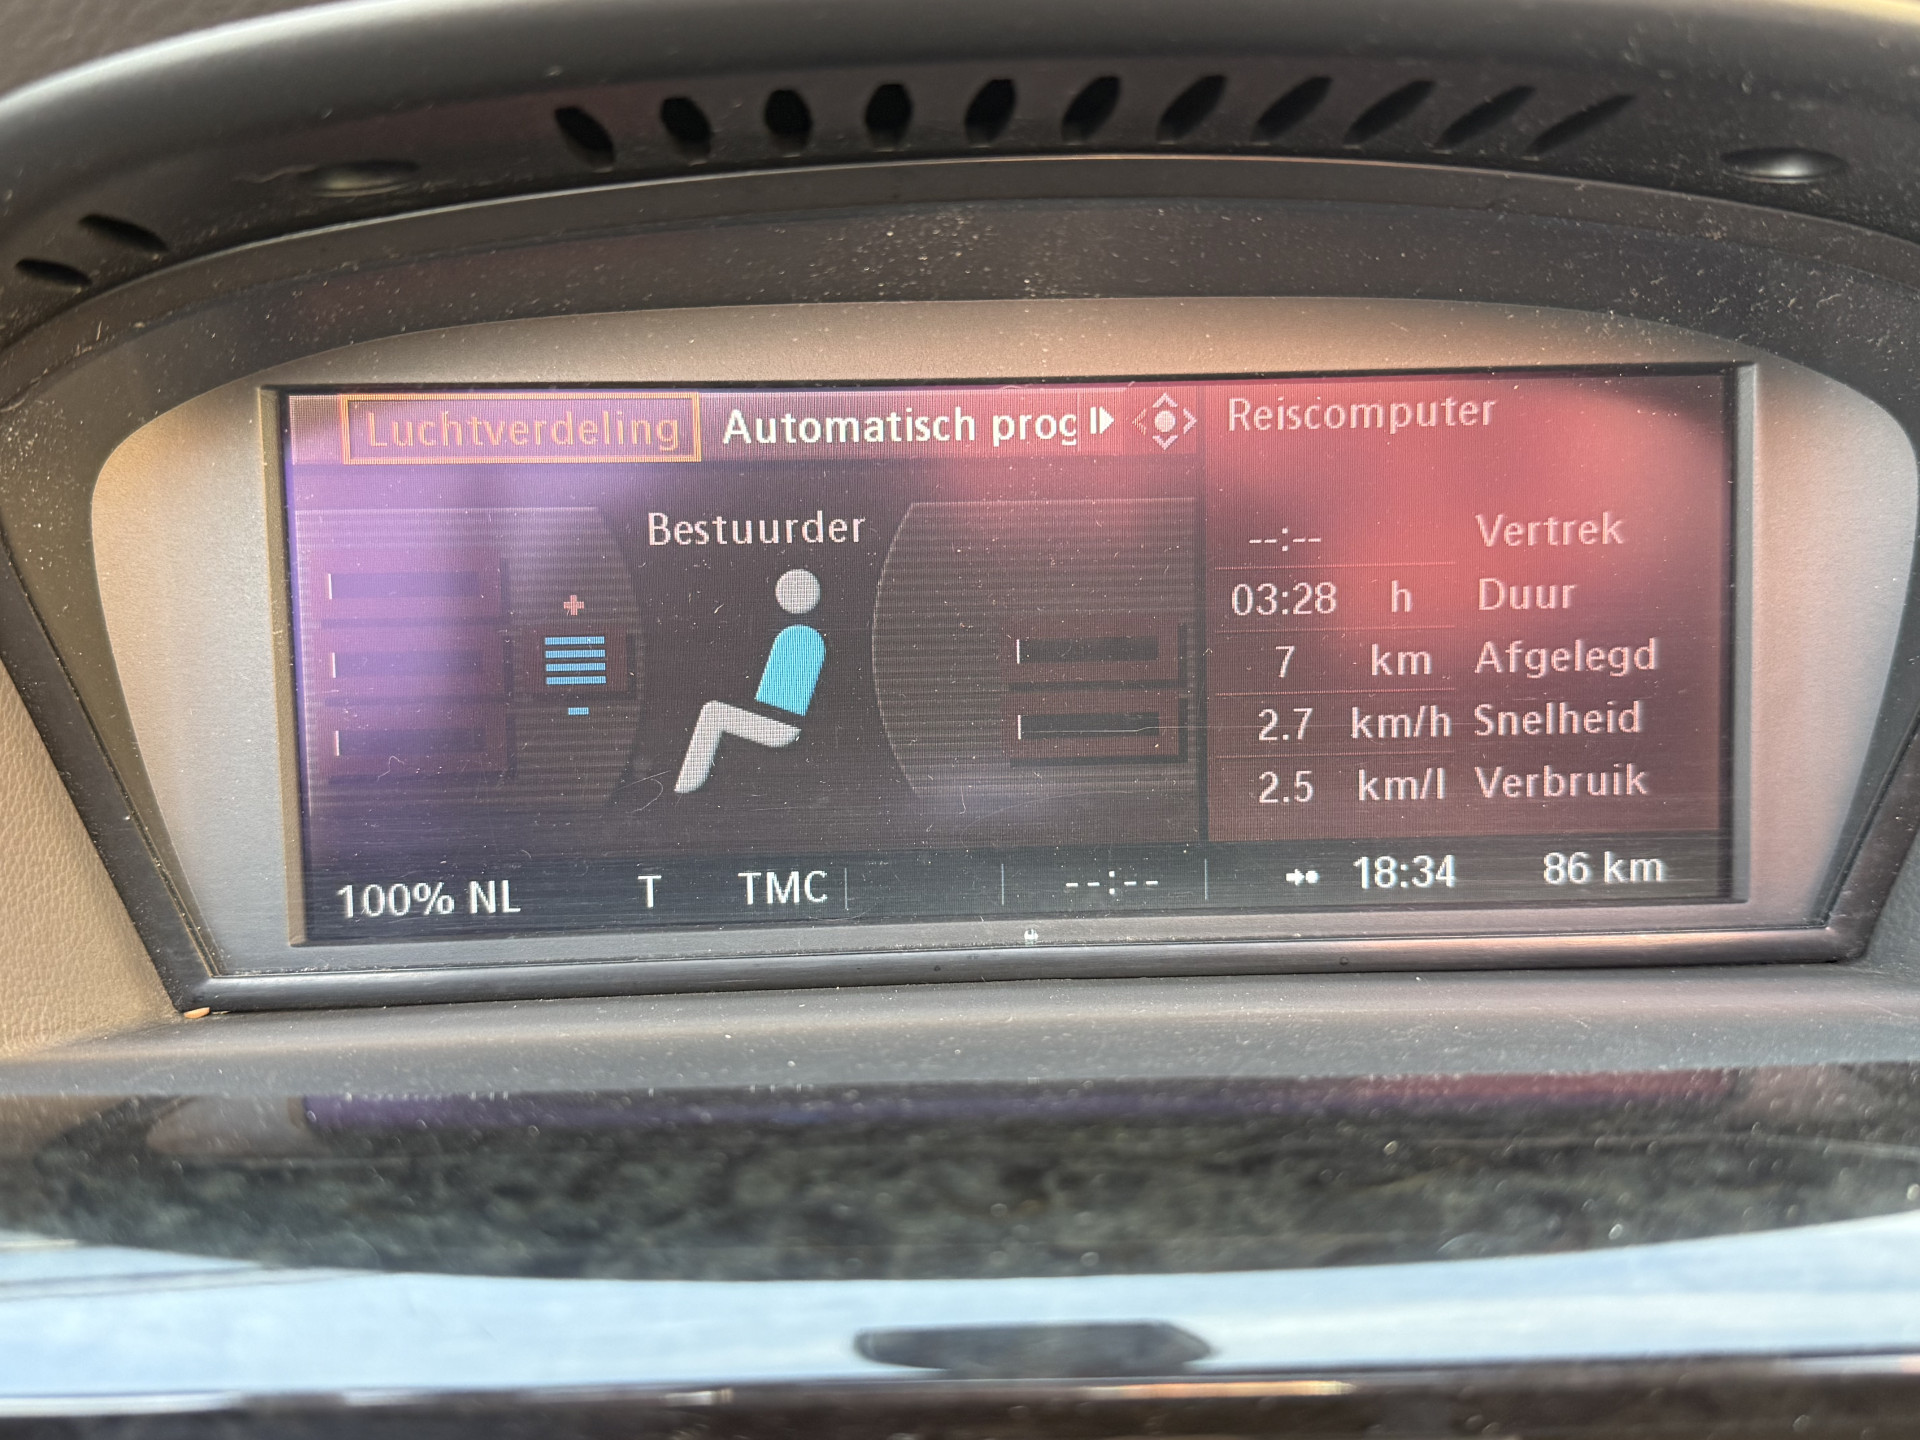 Luchtverdeling Automatisch prog Reiscomputer
Bestuurder
--:-- Vertrek
03:28 h Duur
7 km Afgelegd
2.7 km/h Snelheid
2.5 km/l Verbruik
100% NL T TMC --:-- 18:34 86 km